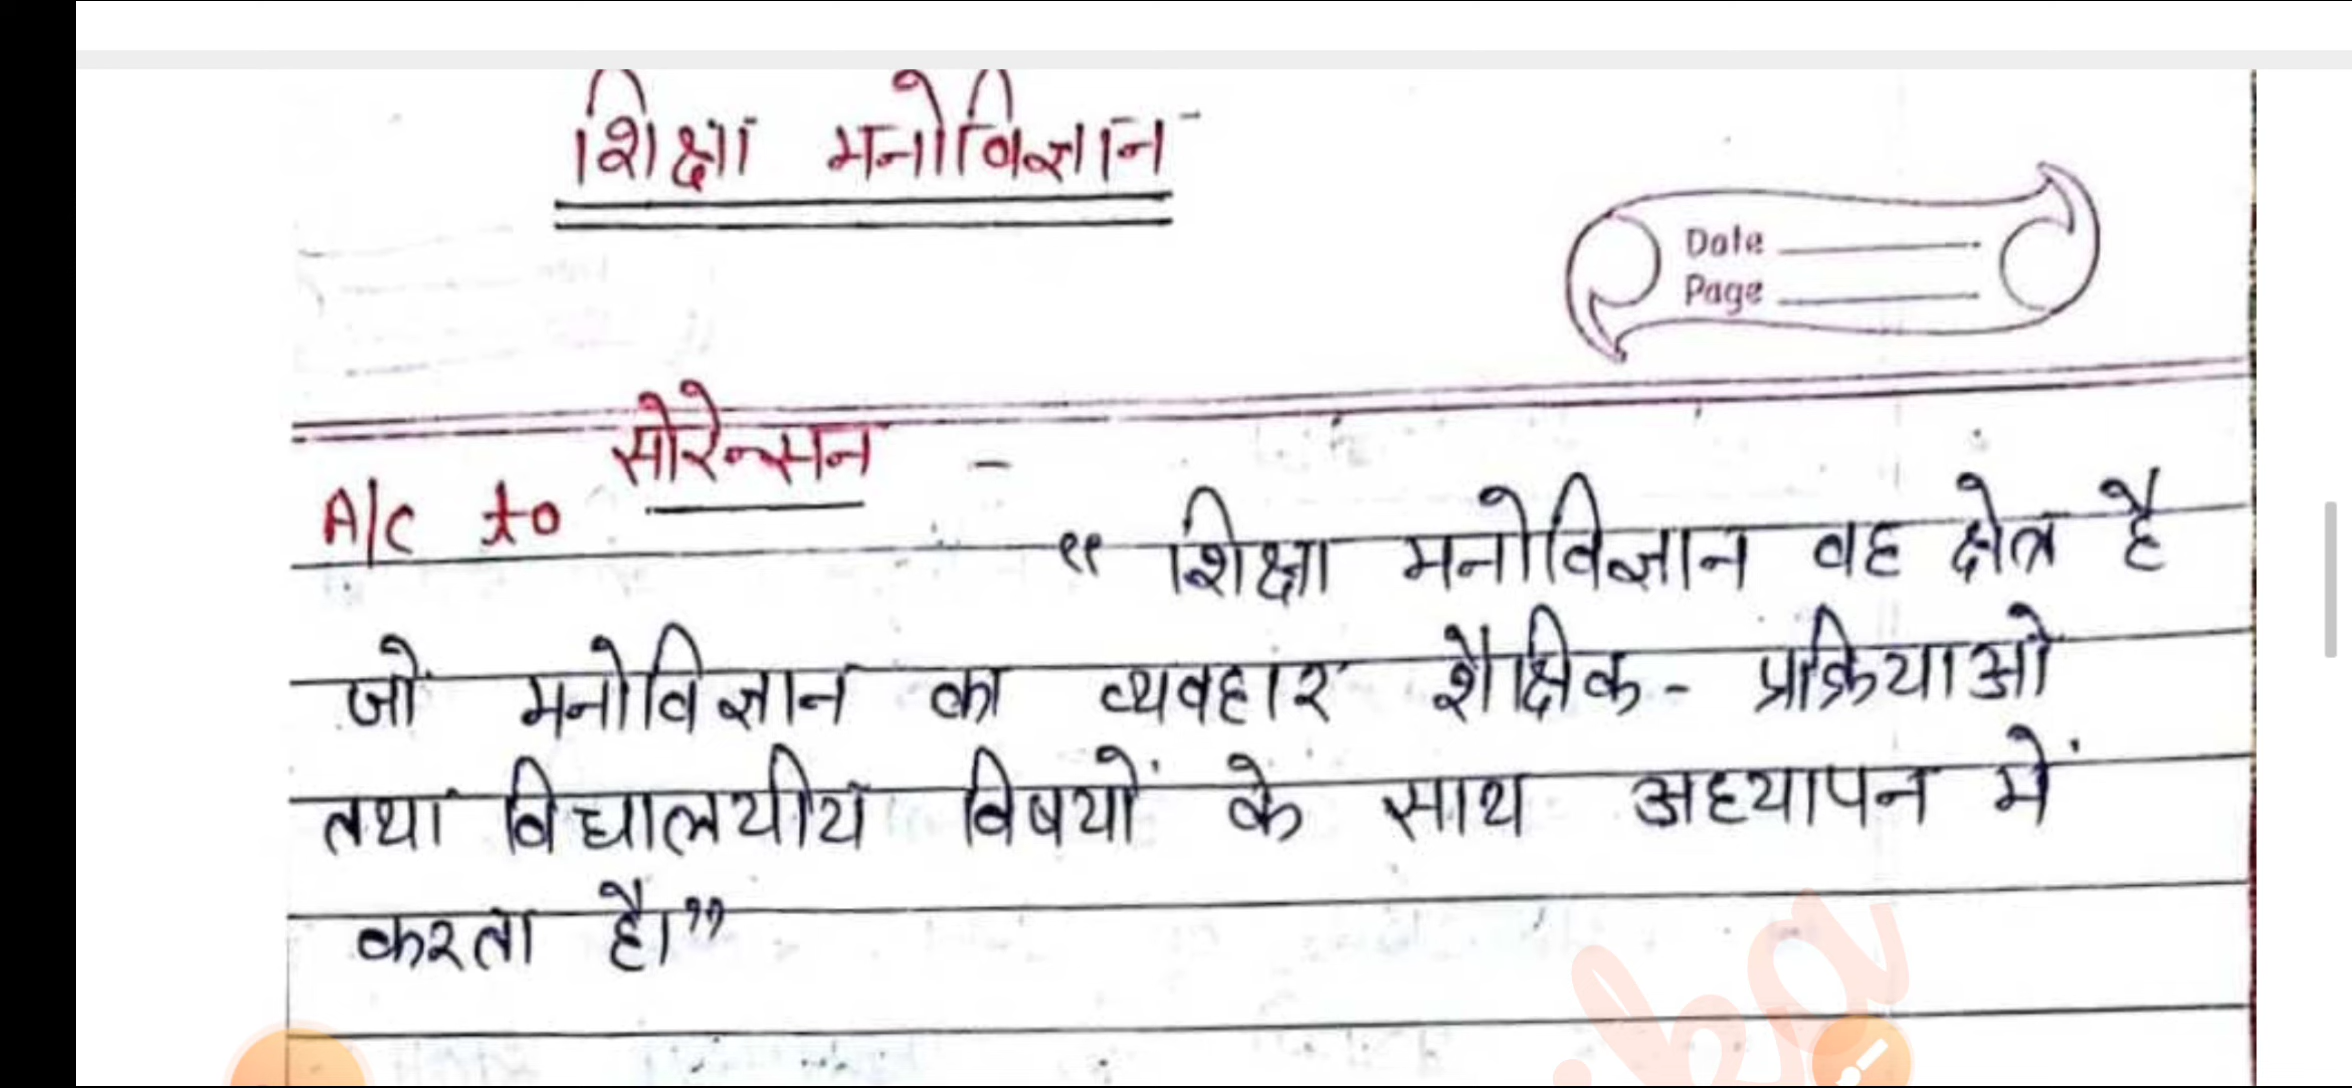 शिक्षा मनोविज्ञान
Date
Page
A/c to सोरेन्सन -
“ शिक्षा मनोविज्ञान वह क्षेत्र है
जो मनोविज्ञान का व्यवहार शैक्षिक- प्रक्रियाओ
तथा विद्यालयीय विषयों के साथ अध्यापन में
करता है।”